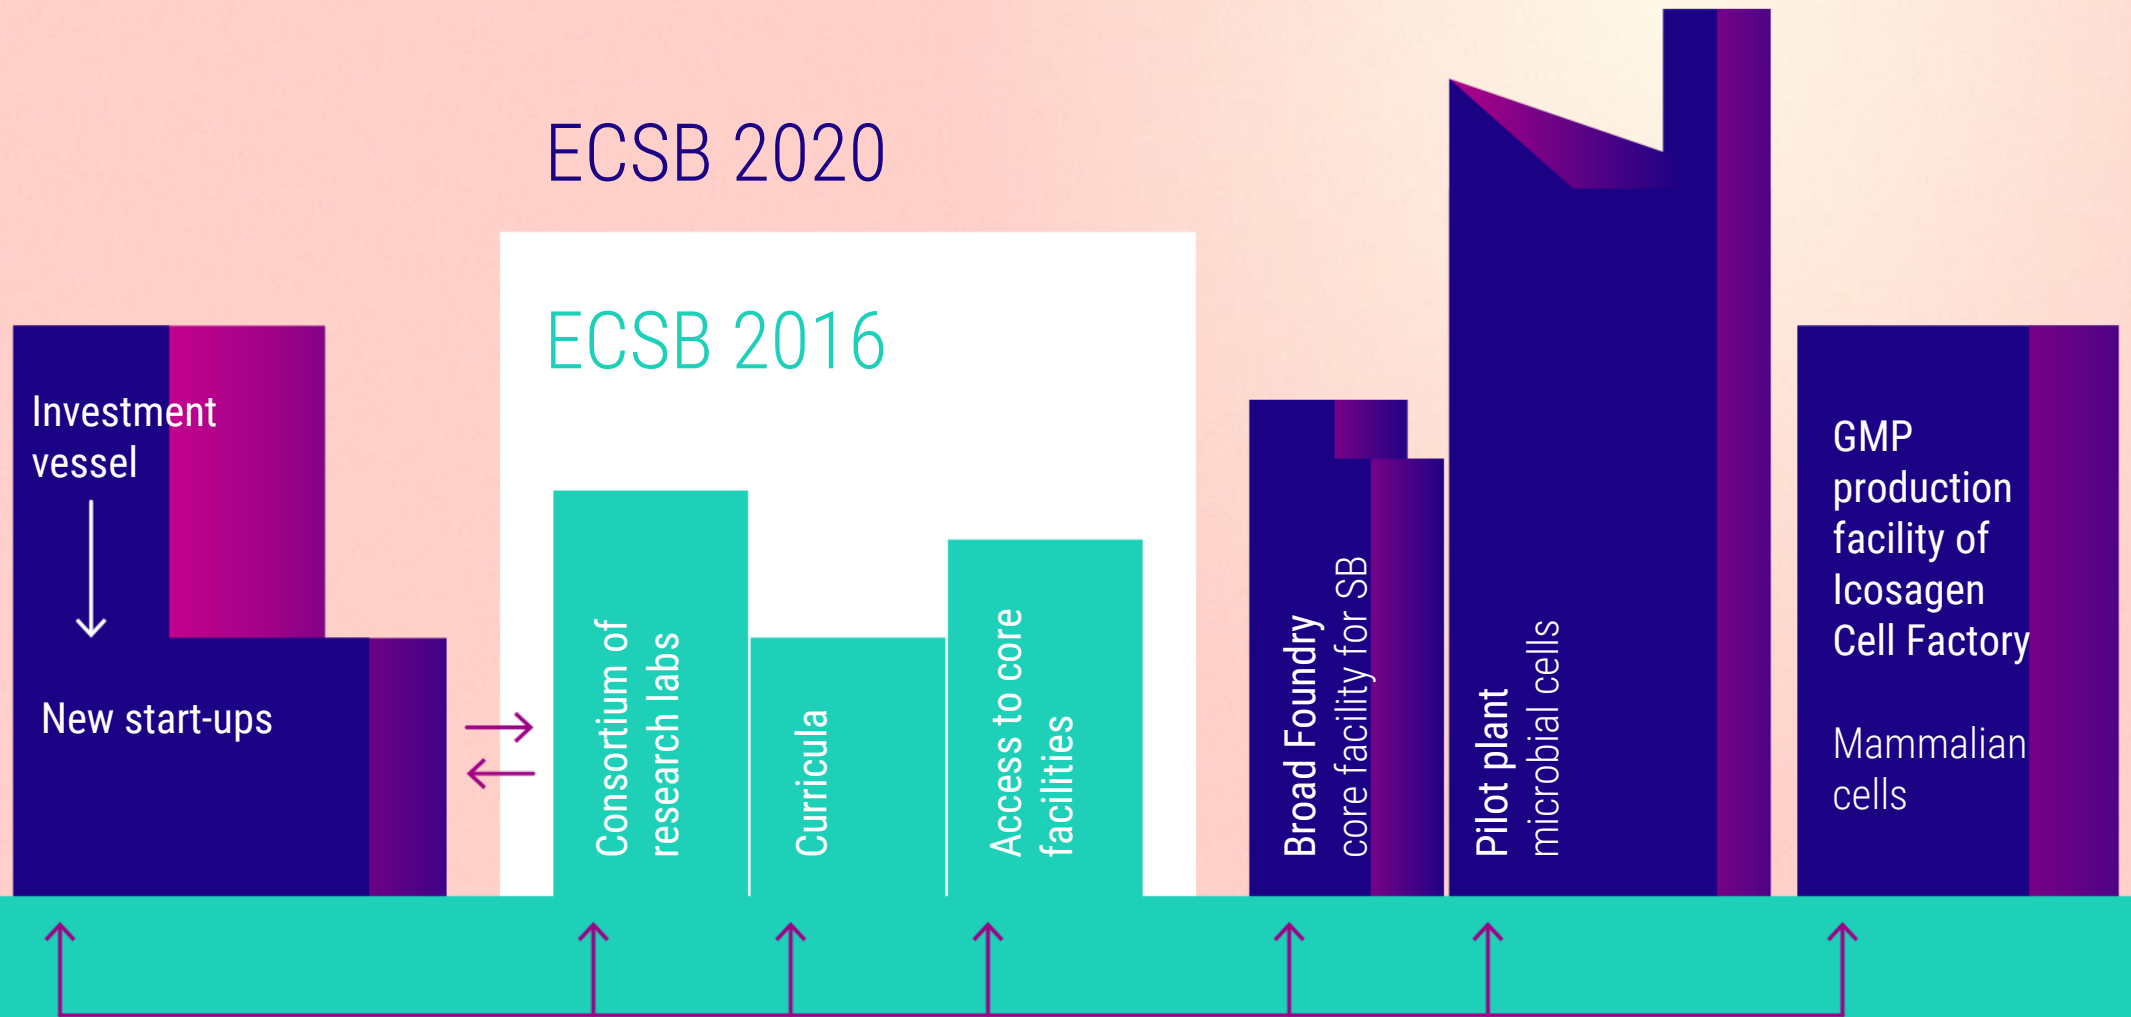 ECSB 2020
ECSB 2016
Investment
vessel
New start-ups
Consortium of
research labs
Curricula
Access to core
facilities
Broad Foundry
core facility for SB
Pilot plant
microbial cells
GMP
production
facility of
Icosagen
Cell Factory
Mammalian
cells